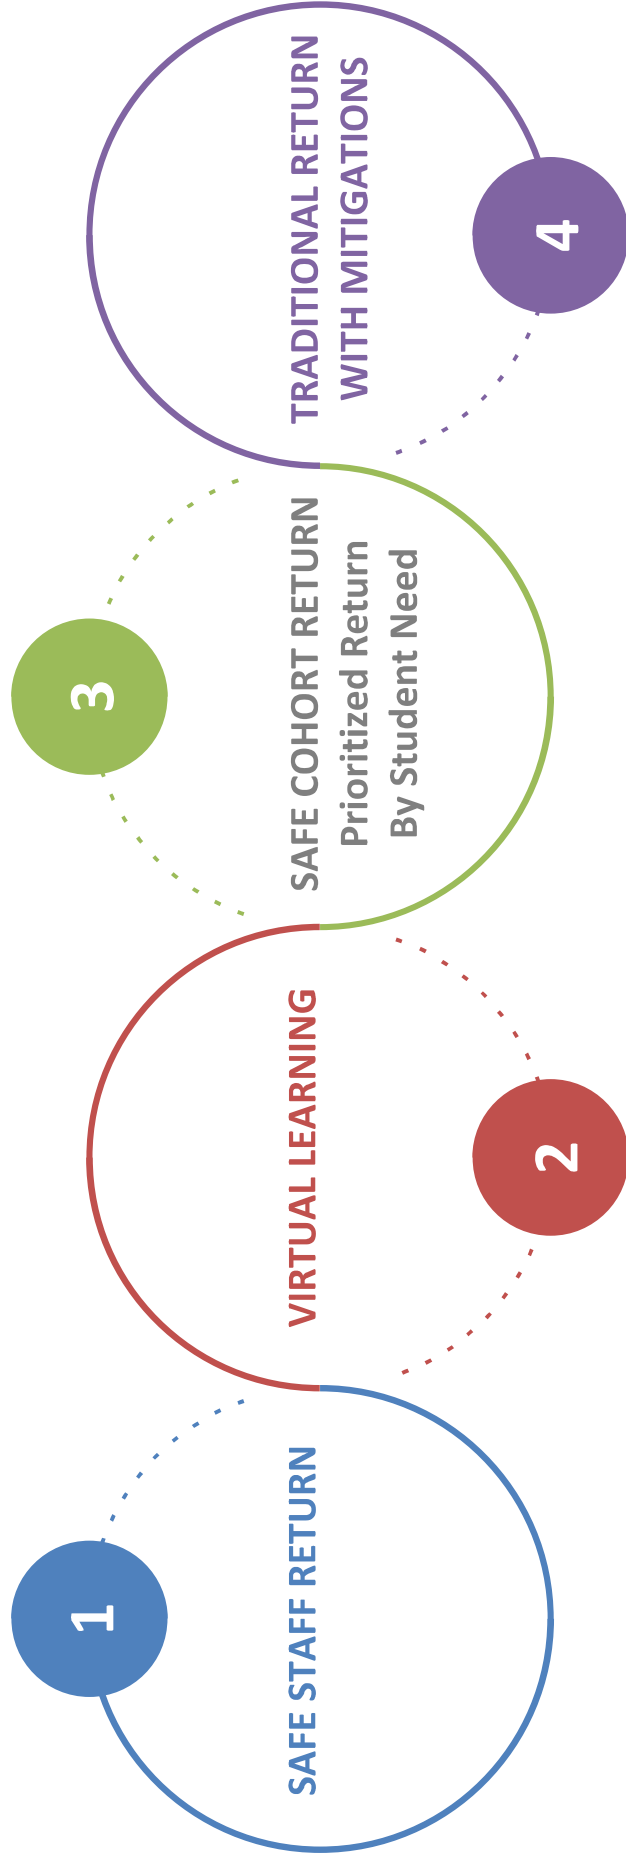 1
SAFE STAFF RETURN
2
VIRTUAL LEARNING
3
SAFE COHORT RETURN
Prioritized Return
By Student Need
4
TRADITIONAL RETURN
WITH MITIGATIONS